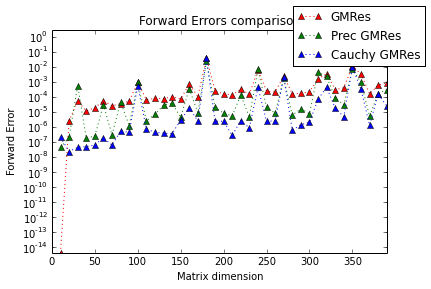 Forward Errors compariso
GMRes
Prec GMRes
Cauchy GMRes
Forward Error
10^0
10^-1
10^-2
10^-3
10^-4
10^-5
10^-6
10^-7
10^-8
10^-9
10^-10
10^-11
10^-12
10^-13
10^-14
0 50 100 150 200 250 300 350
Matrix dimension